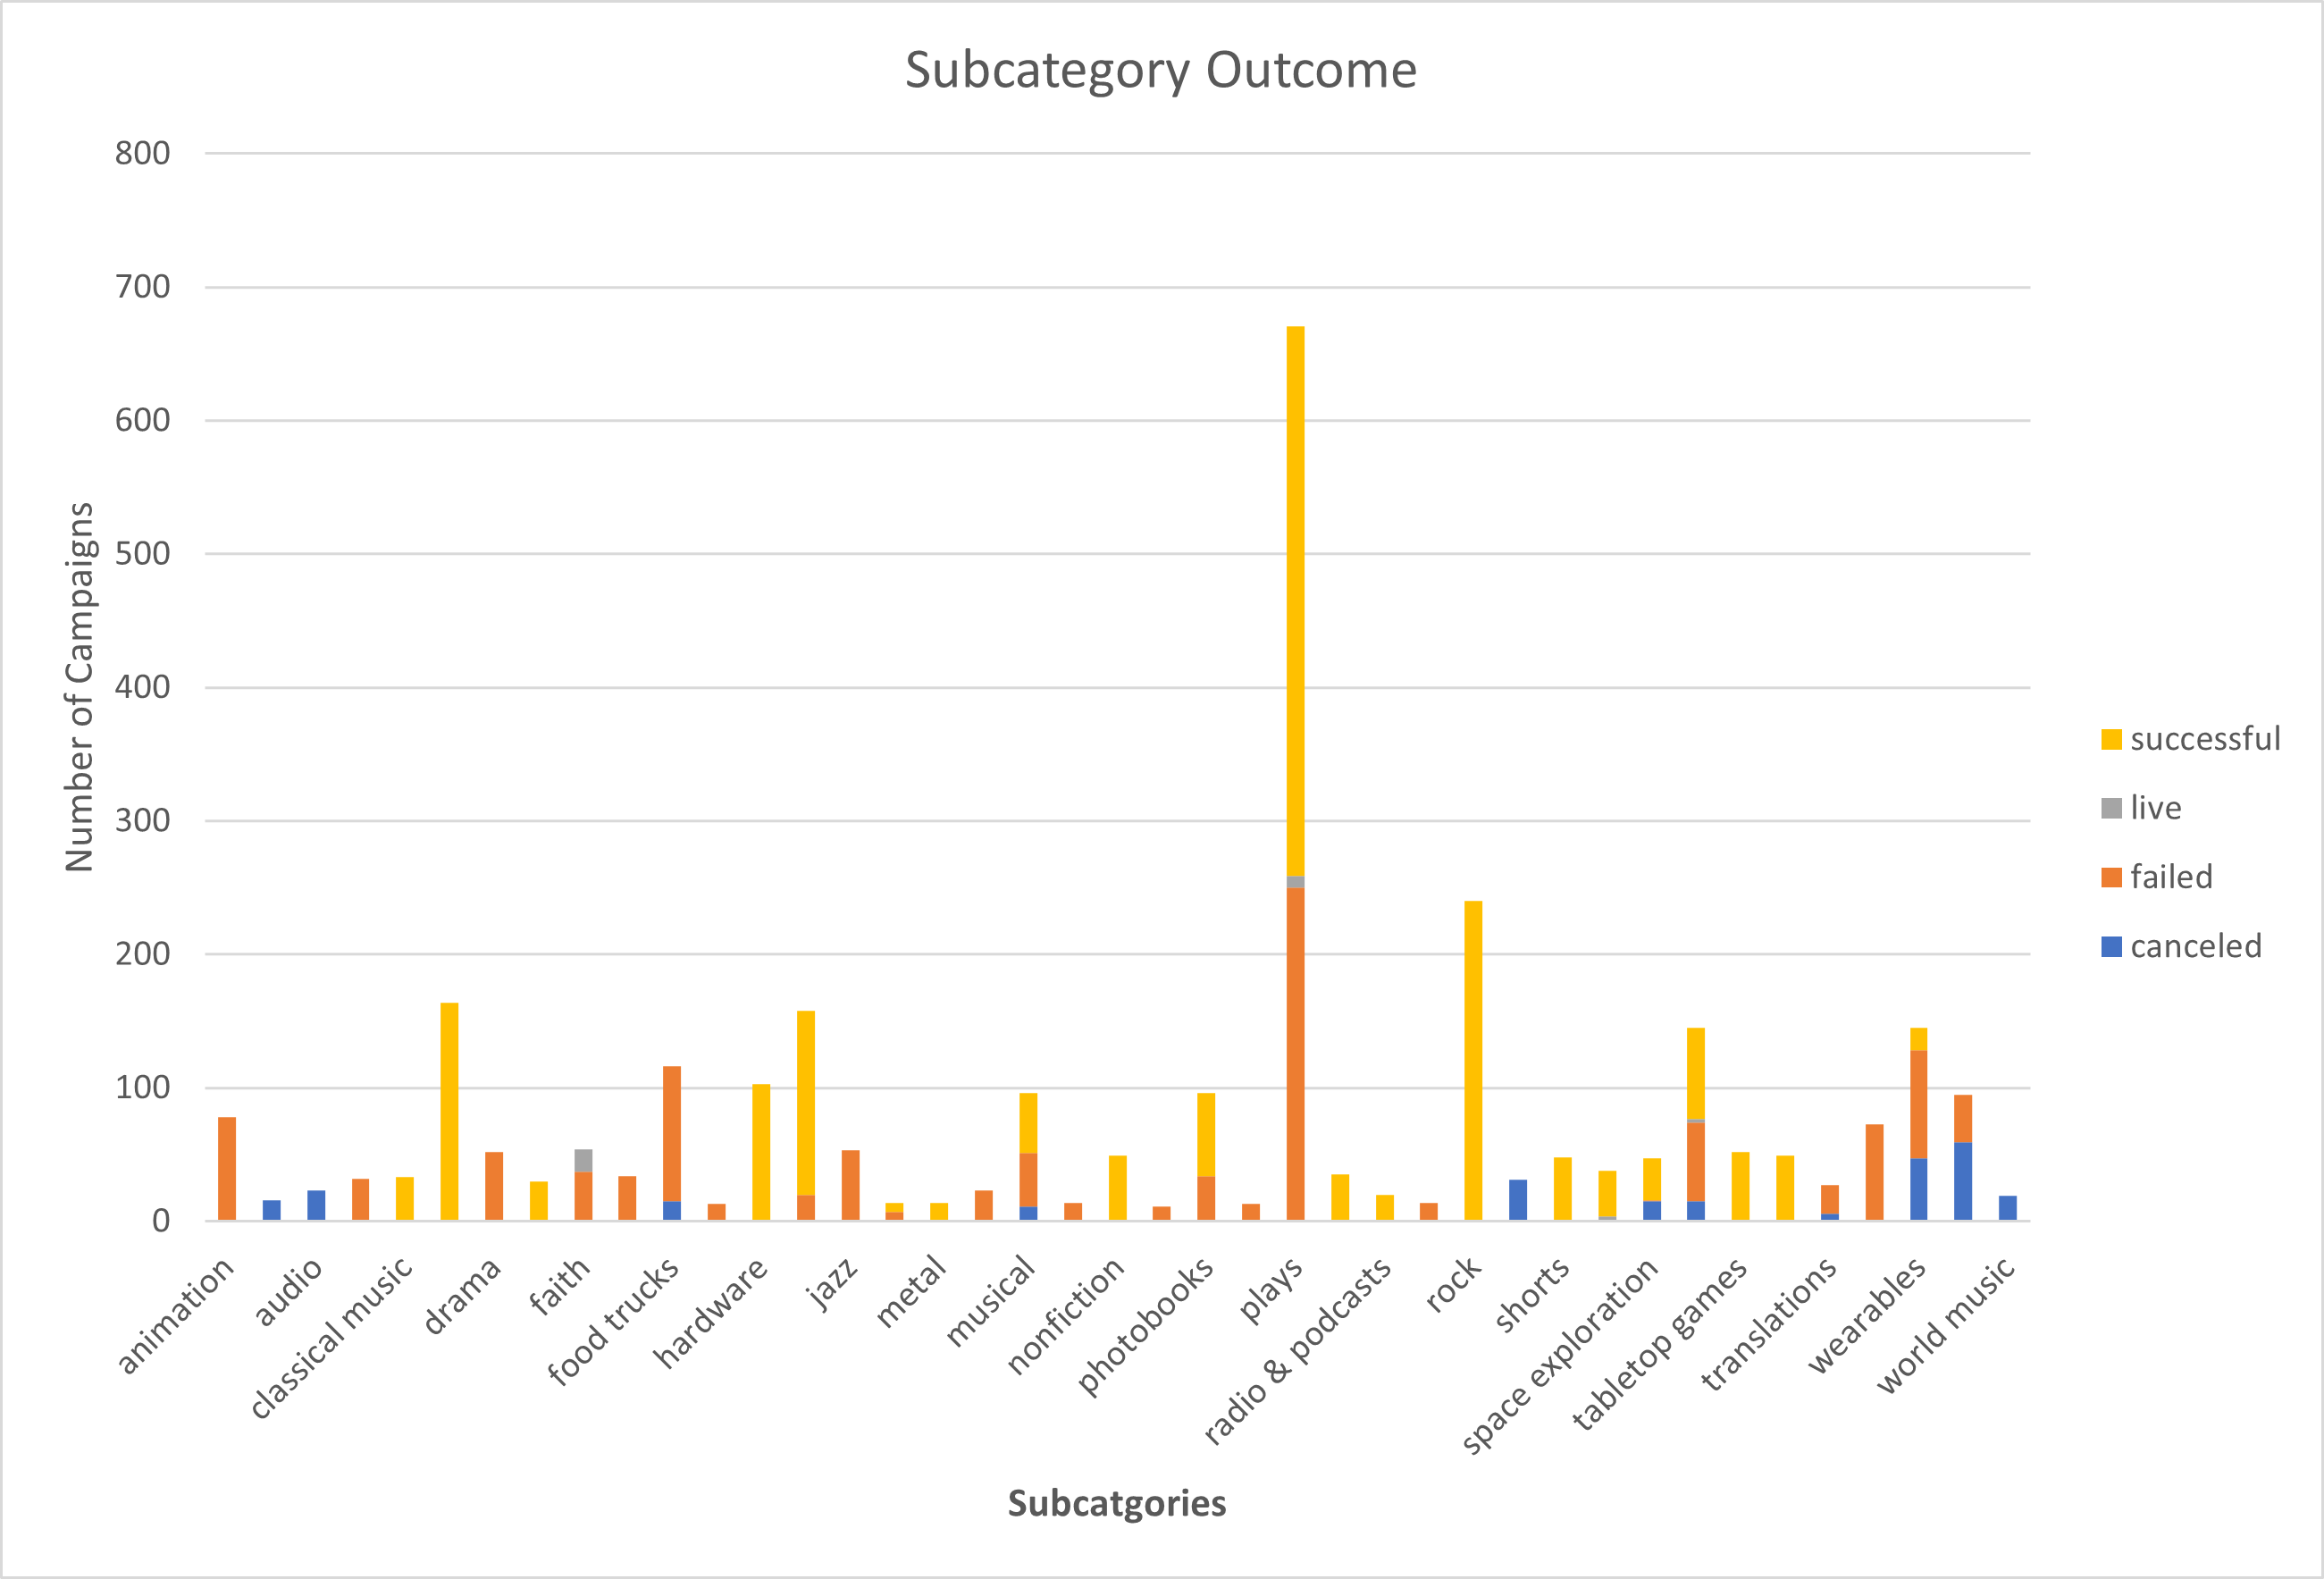 Subcategory Outcome
800
700
600
500
400
300
200
100
0
Number of Campaigns
animation
audio
classical music
drama
faith
food trucks
hardware
jazz
metal
musical
nonfiction
photobooks
plays
radio & podcasts
rock
shorts
space exploration
tabletop games
translations
wearables
world music
Subcatgories
successful
live
failed
canceled